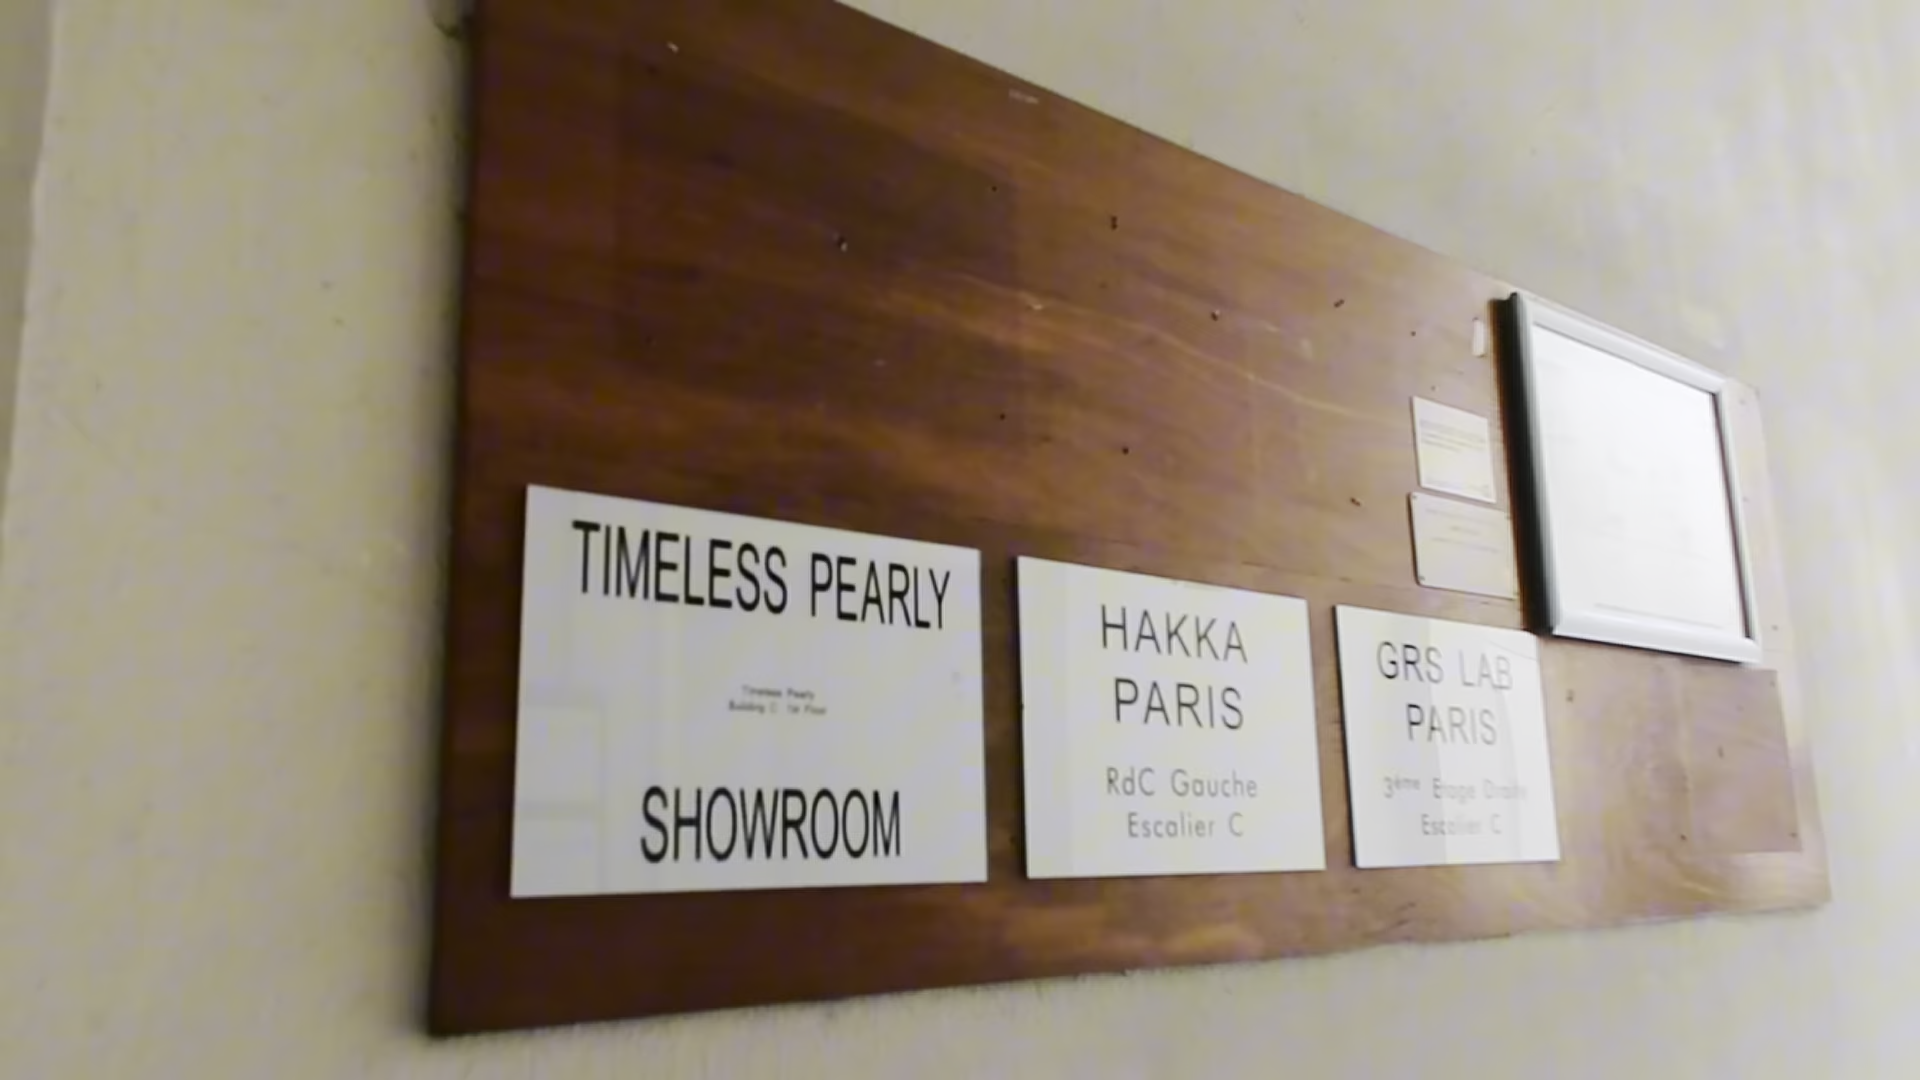 TIMELESS PEARLY
Timeless Pearly
Building C 1st Floor
SHOWROOM
HAKKA
PARIS
RdC Gauche
Escalier C
GRS LAB
PARIS
3ème Etage Droite
Escalier C